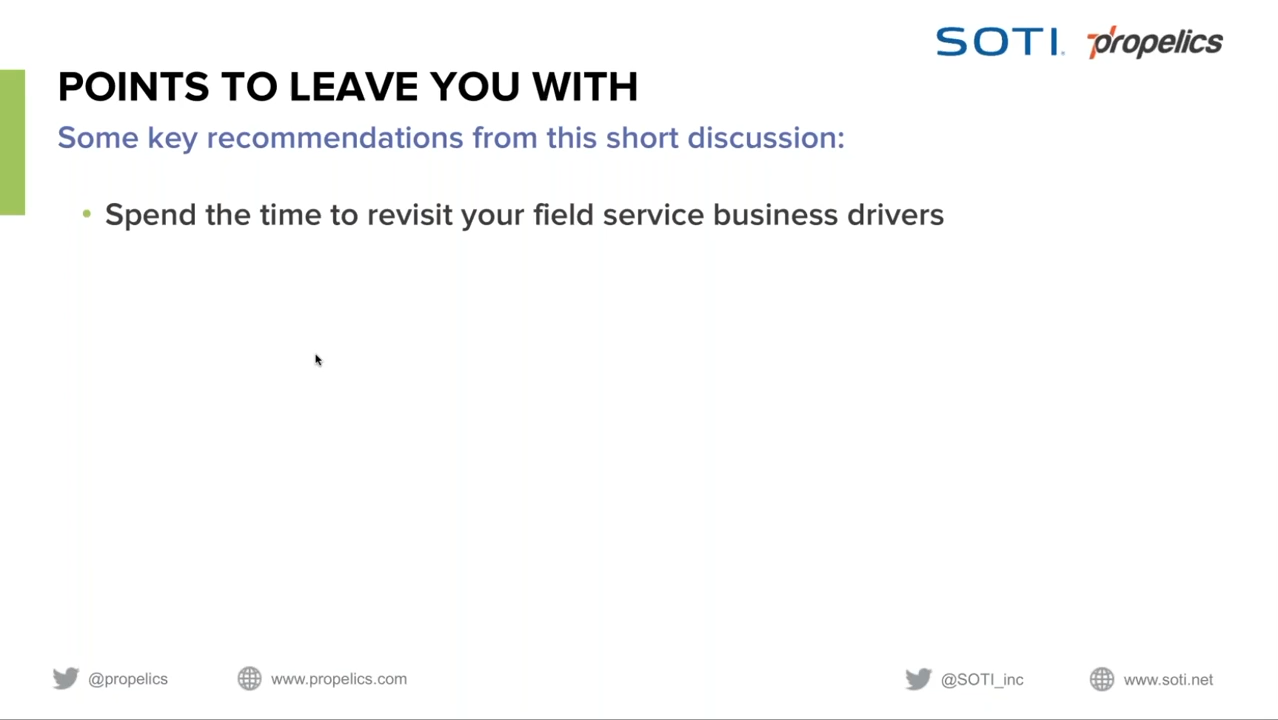 SOTI propelics
POINTS TO LEAVE YOU WITH
Some key recommendations from this short discussion:
• Spend the time to revisit your field service business drivers
@propelics www.propelics.com @SOTI_inc www.soti.net